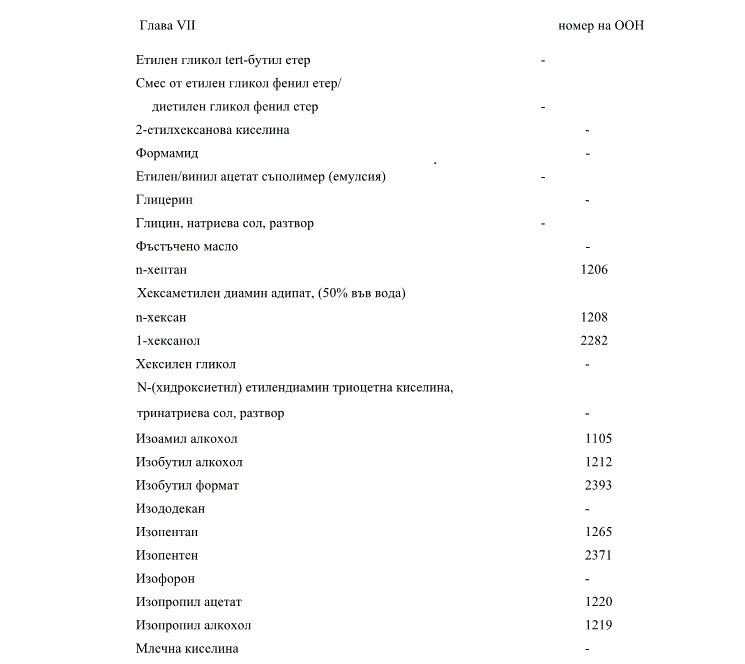 Глава VII номер на ООН
Етилен гликол tert-бутил етер -
Смес от етилен гликол фенил етер/
диетилен гликол фенил етер -
2-етилхексанова киселина -
Формамид -
Етилен/винил ацетат съполимер (емулсия) -
Глицерин -
Глицин, натриева сол, разтвор -
Фъстъчено масло -
n-хептан 1206
Хексаметилен диамин адипат, (50% във вода)
n-хексан 1208
1-хексанол 2282
Хексилен гликол -
N-(хидроксиетил) етилендиамин триоцетна киселина,
тринатриева сол, разтвор -
Изоамил алкохол 1105
Изобутил алкохол 1212
Изобутил формат 2393
Изододекан -
Изопентан 1265
Изопентен 2371
Изофорон -
Изопропил ацетат 1220
Изопропил алкохол 1219
Млечна киселина -